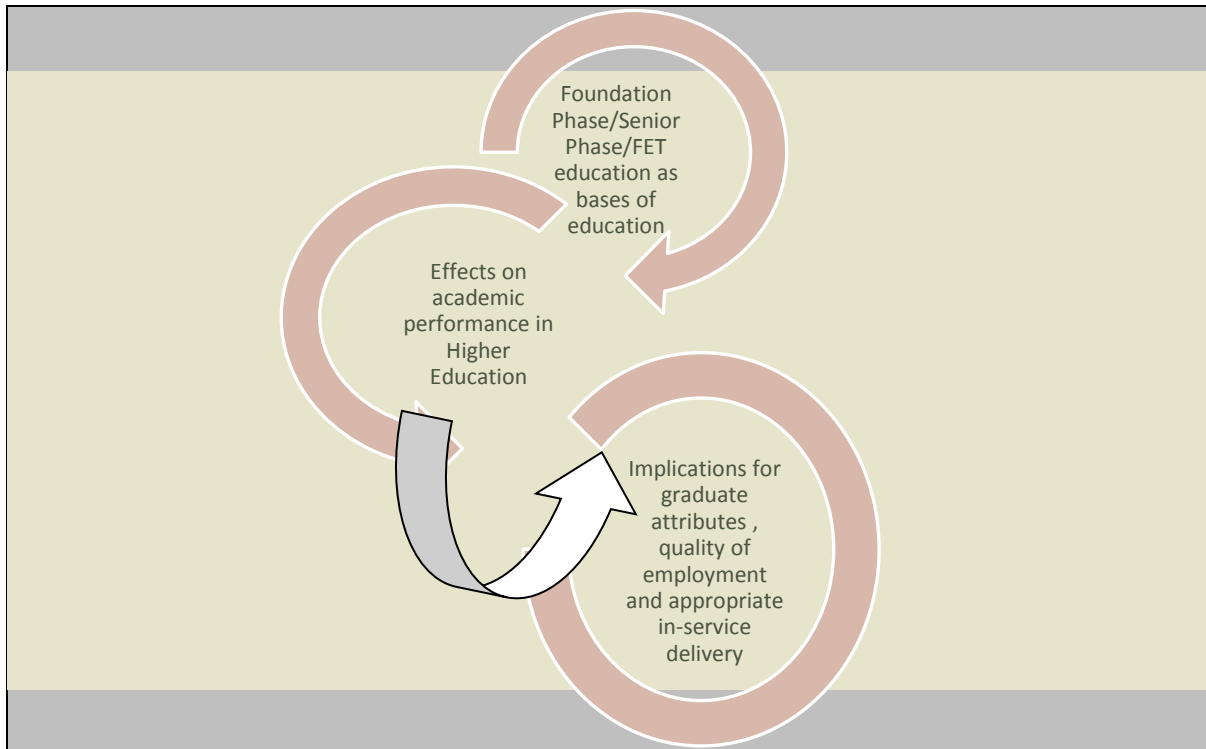 Foundation
Phase/Senior
Phase/FET
education as
bases of
education
Effects on
academic
performance in
Higher
Education
Implications for
graduate
attributes ,
quality of
employment
and appropriate
in-service
delivery